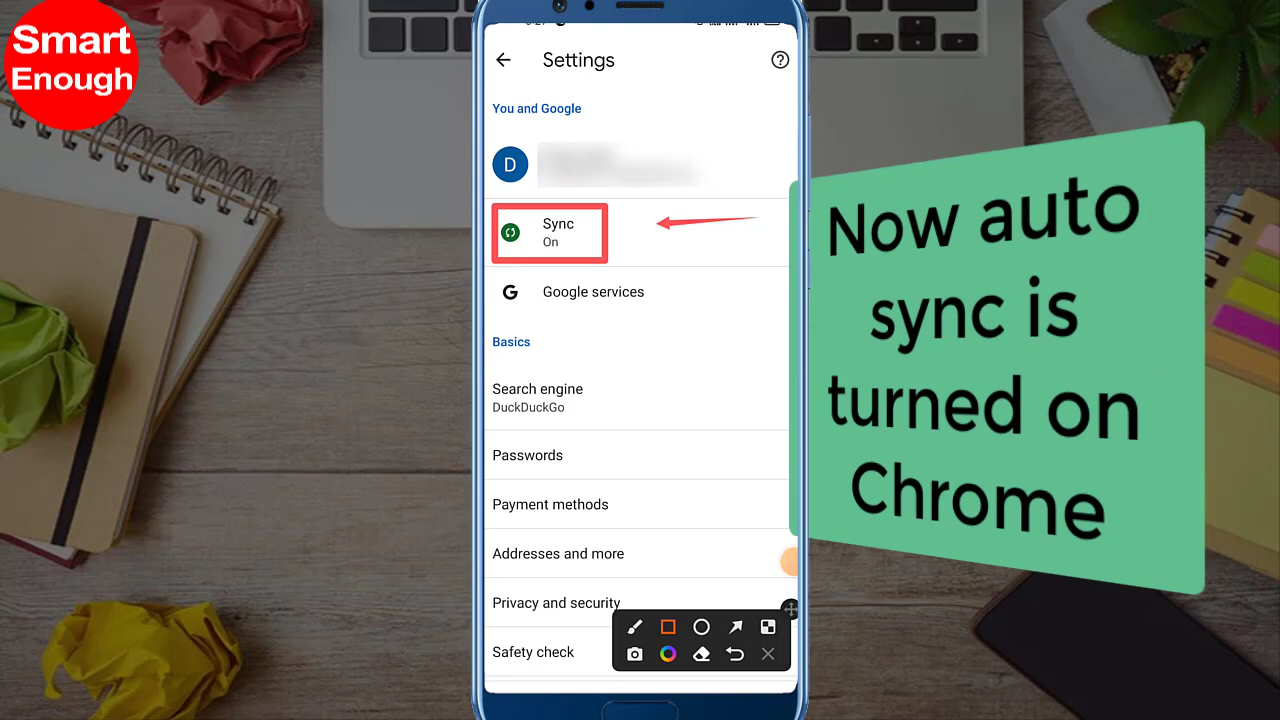 Smart
Enough
Settings
You and Google
D
Sync
On
Google services
Basics
Search engine
DuckDuckGo
Passwords
Payment methods
Addresses and more
Privacy and security
Safety check
Now auto
sync is
turned on
Chrome